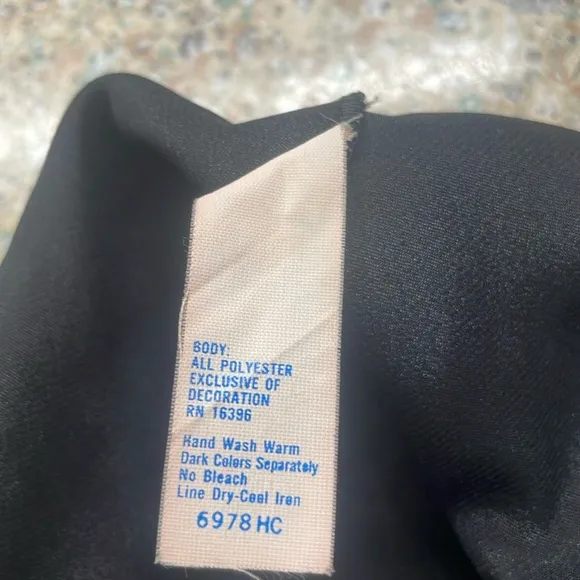 BODY:
ALL POLYESTER
EXCLUSIVE OF
DECORATION
RN 16396
Hand Wash Warm
Dark Colors Separately
No Bleach
Line Dry-Cool Iron
6978 HC